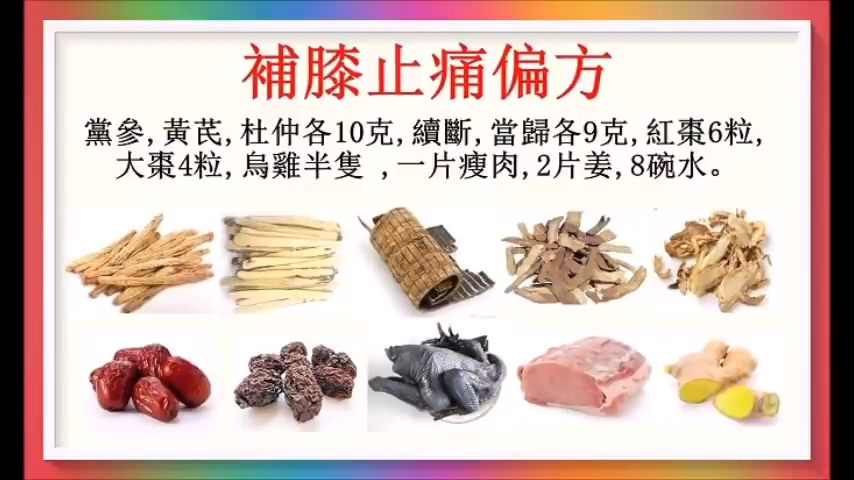 補膝止痛偏方
黨參,黃芪,杜仲各10克,續斷,當歸各9克,紅棗6粒,
大棗4粒,烏雞半隻 ,一片瘦肉,2片姜,8碗水。